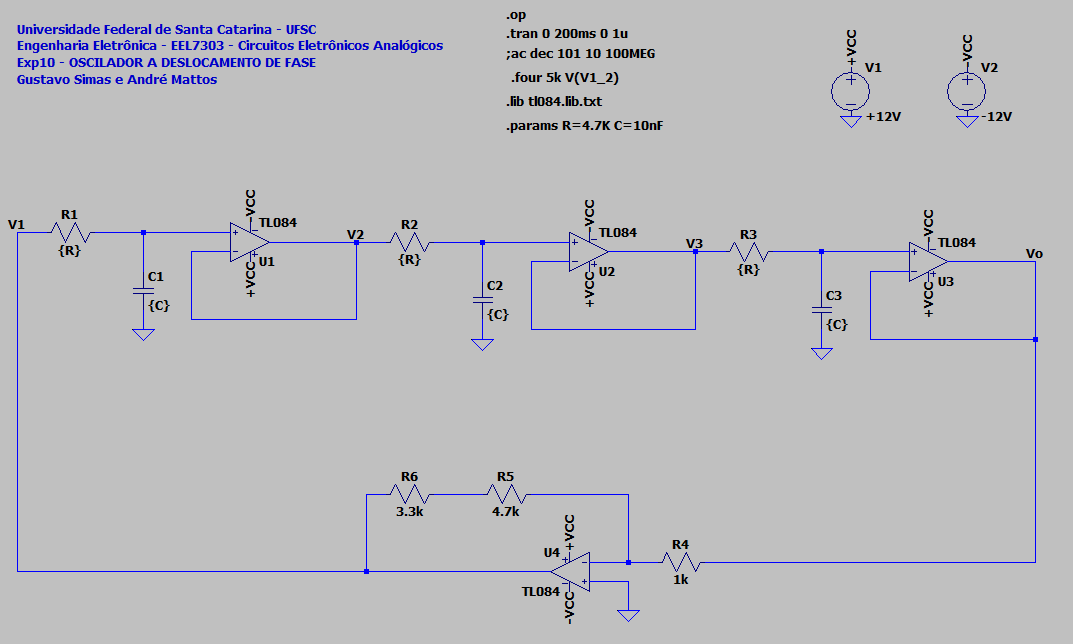 Universidade Federal de Santa Catarina - UFSC
Engenharia Eletrônica - EEL7303 - Circuitos Eletrônicos Analógicos
Exp10 - OSCILADOR A DESLOCAMENTO DE FASE
Gustavo Simas e André Mattos
.op
.tran 0 200ms 0 1u
;ac dec 101 10 100MEG
.four 5k V(V1_2)
.lib tl084.lib.txt
.params R=4.7K C=10nF
+VCC
V1
+12V
-VCC
V2
-12V
V1
R1
{R}
C1
{C}
-VCC
TL084
U1
+VCC
V2
R2
{R}
C2
{C}
-VCC
TL084
U2
+VCC
V3
R3
{R}
C3
{C}
-VCC
TL084
U3
+VCC
Vo
R6
3.3k
R5
4.7k
+VCC
U4
TL084
-VCC
R4
1k